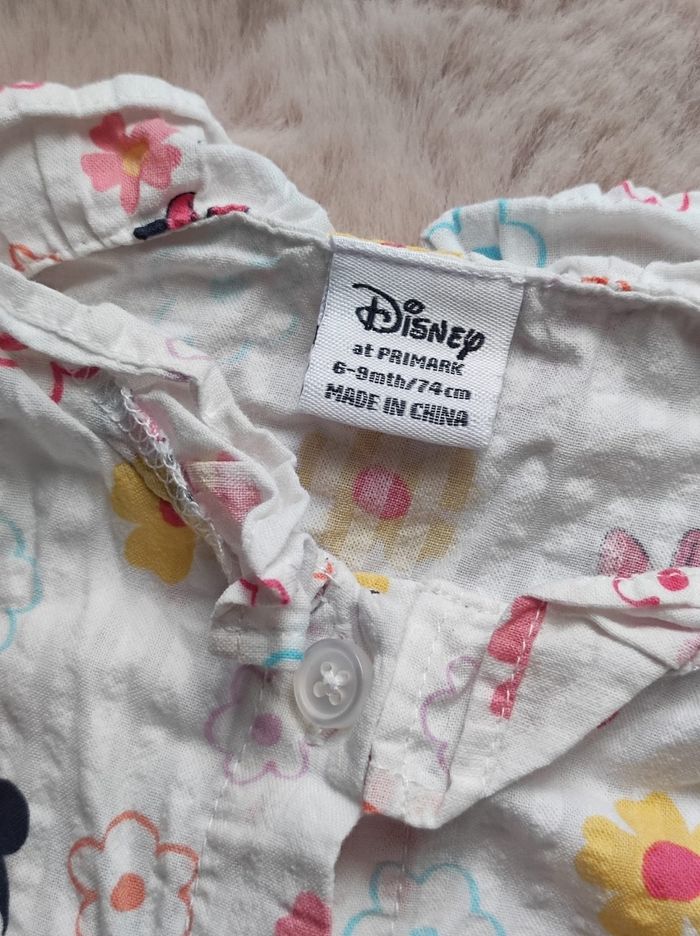 Disney
at PRIMARK
6-9mth/74cm
MADE IN CHINA